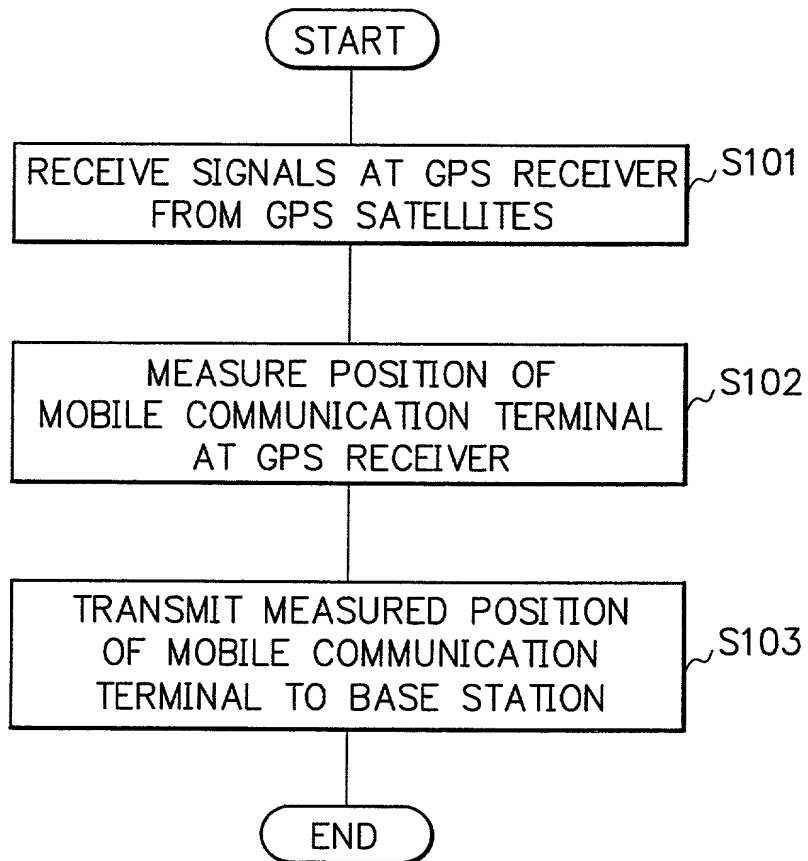 START
RECEIVE SIGNALS AT GPS RECEIVER
FROM GPS SATELLITES
S101
MEASURE POSITION OF
MOBILE COMMUNICATION TERMINAL
AT GPS RECEIVER
S102
TRANSMIT MEASURED POSITION
OF MOBILE COMMUNICATION
TERMINAL TO BASE STATION
S103
END